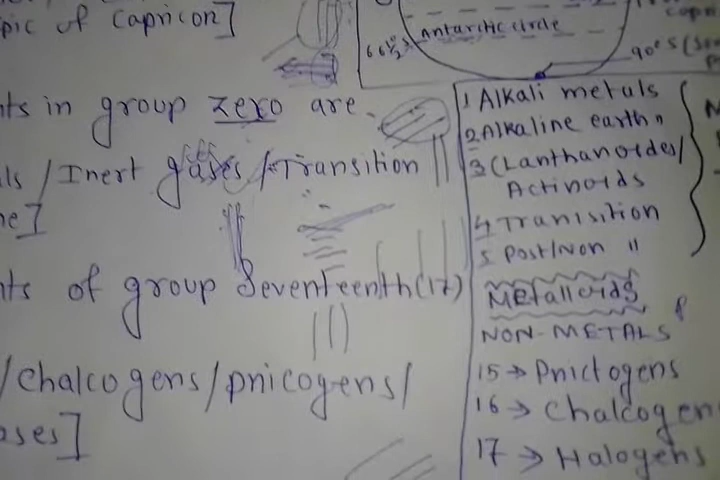 pic of Capricon]
66½
Antarctic circle
90° S
nts in group zero are
ls / Inert gases / Transition
ne]
nts of group Seventeenth (17)
/ chalcogens / pnicogens /
ases]
1 Alkali metals
2 Alkaline earth "
3 (Lanthanoides/
Actinoids
4 Tranisition
5 Post/Non "
Metalloids
NON-METALS
15 → Pnictogens
16 → Chalcogen
17 → Halogens